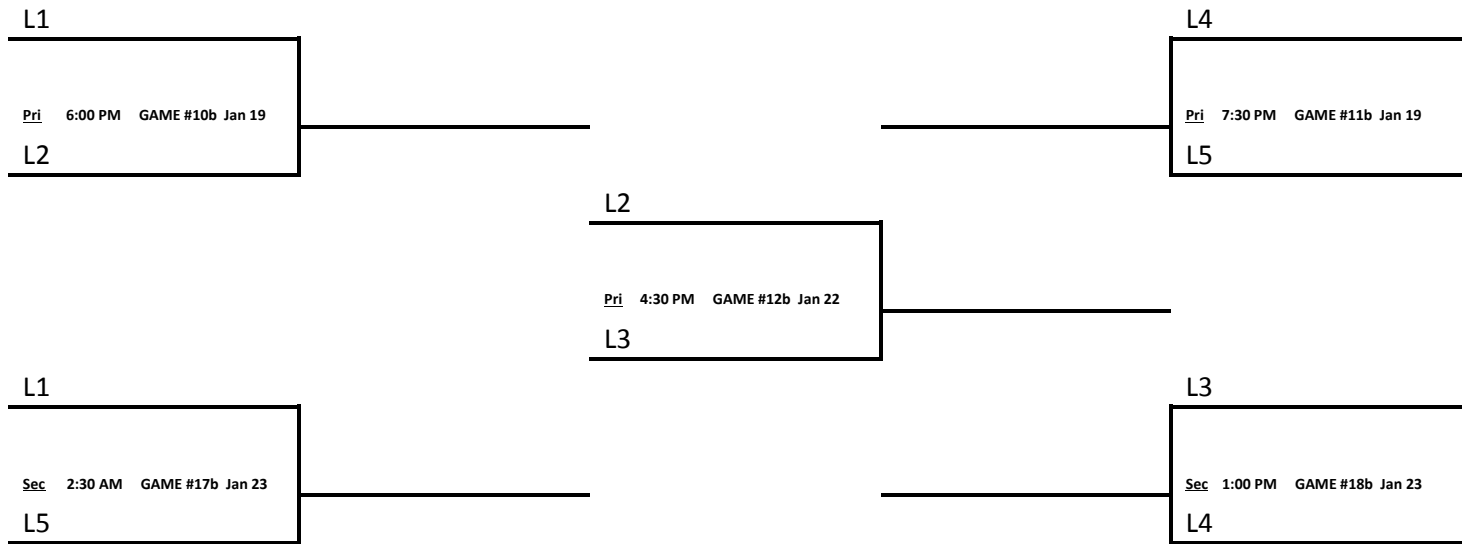 L1
Pri 6:00 PM GAME #10b Jan 19
L2
L4
Pri 7:30 PM GAME #11b Jan 19
L5
L2
Pri 4:30 PM GAME #12b Jan 22
L3
L1
Sec 2:30 AM GAME #17b Jan 23
L5
L3
Sec 1:00 PM GAME #18b Jan 23
L4